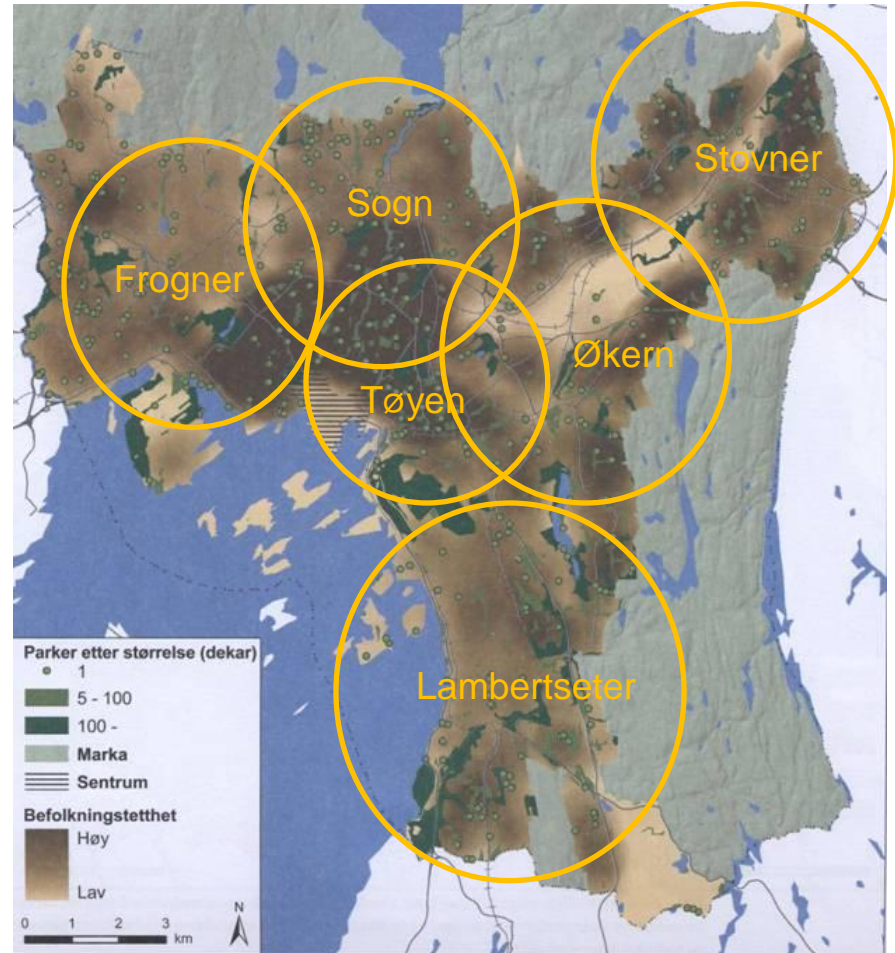 Stovner
Sogn
Frogner
Økern
Tøyen
Lambertseter
Parker etter størrelse (dekar)
1
5 - 100
100 -
Marka
Sentrum
Befolkningstetthet
Høy
Lav
0 1 2 3
km
N